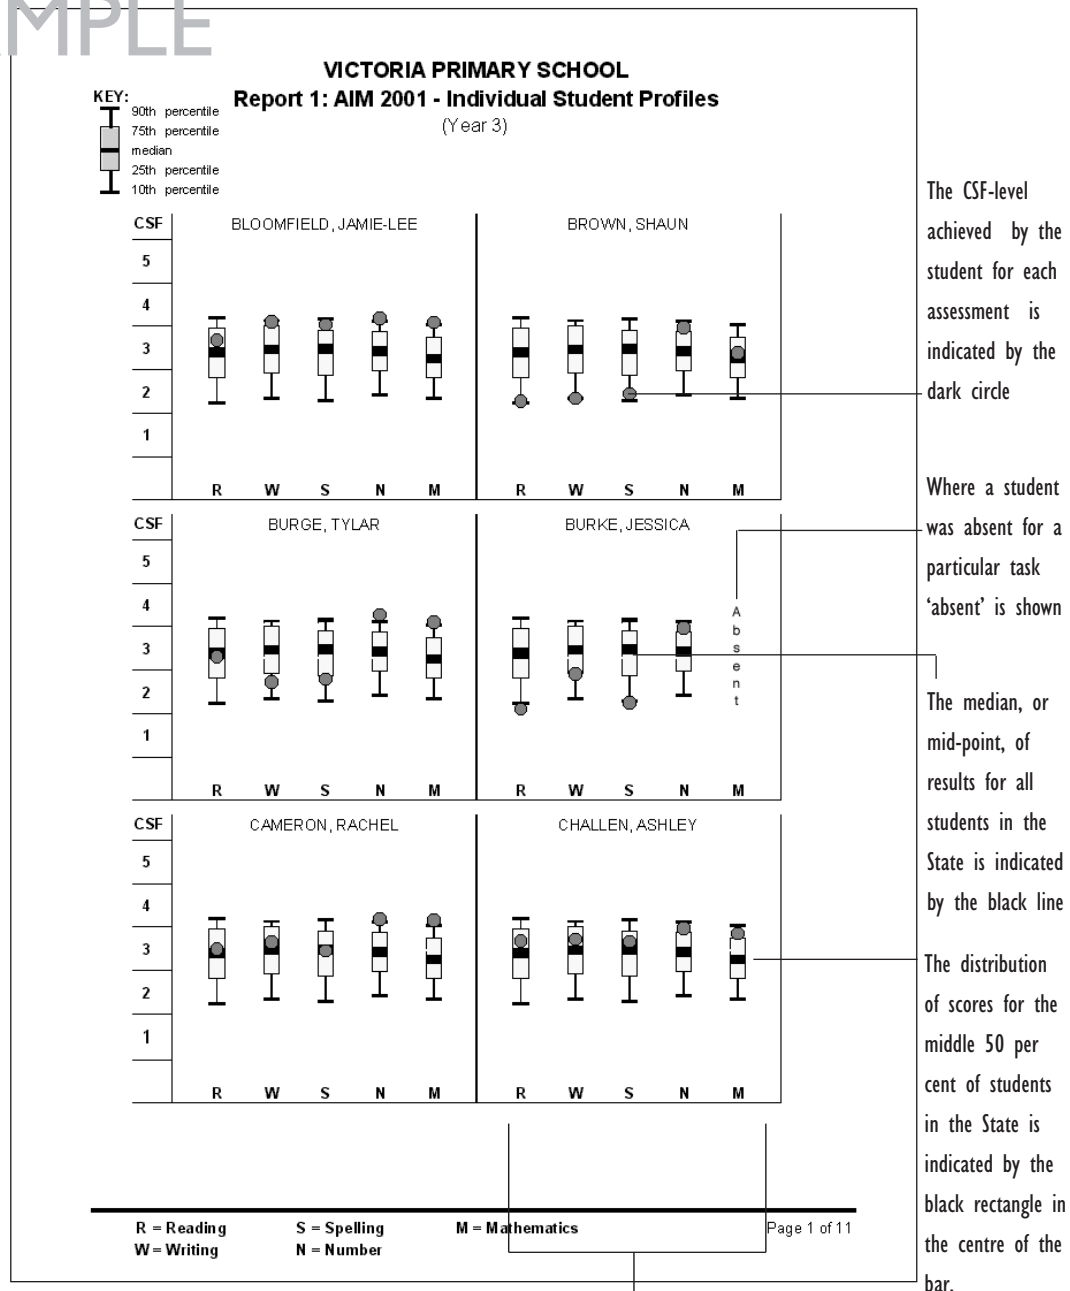 MPLE
VICTORIA PRIMARY SCHOOL
Report 1: AIM 2001 - Individual Student Profiles
(Year 3)
KEY:
90th percentile
75th percentile
median
25th percentile
10th percentile
CSF BLOOMFIELD, JAMIE-LEE BROWN, SHAUN
5
4
3
2
1
R W S N M R W S N M
CSF BURGE, TYLAR BURKE, JESSICA
5
4
3
2
1
Absent
R W S N M R W S N M
CSF CAMERON, RACHEL CHALLEN, ASHLEY
5
4
3
2
1
R W S N M R W S N M
R = Reading S = Spelling M = Mathematics Page 1 of 11
W = Writing N = Number
The CSF-level
achieved by the
student for each
assessment is
indicated by the
dark circle
Where a student
was absent for a
particular task
‘absent’ is shown
The median, or
mid-point, of
results for all
students in the
State is indicated
by the black line
The distribution
of scores for the
middle 50 per
cent of students
in the State is
indicated by the
black rectangle in
the centre of the
bar.